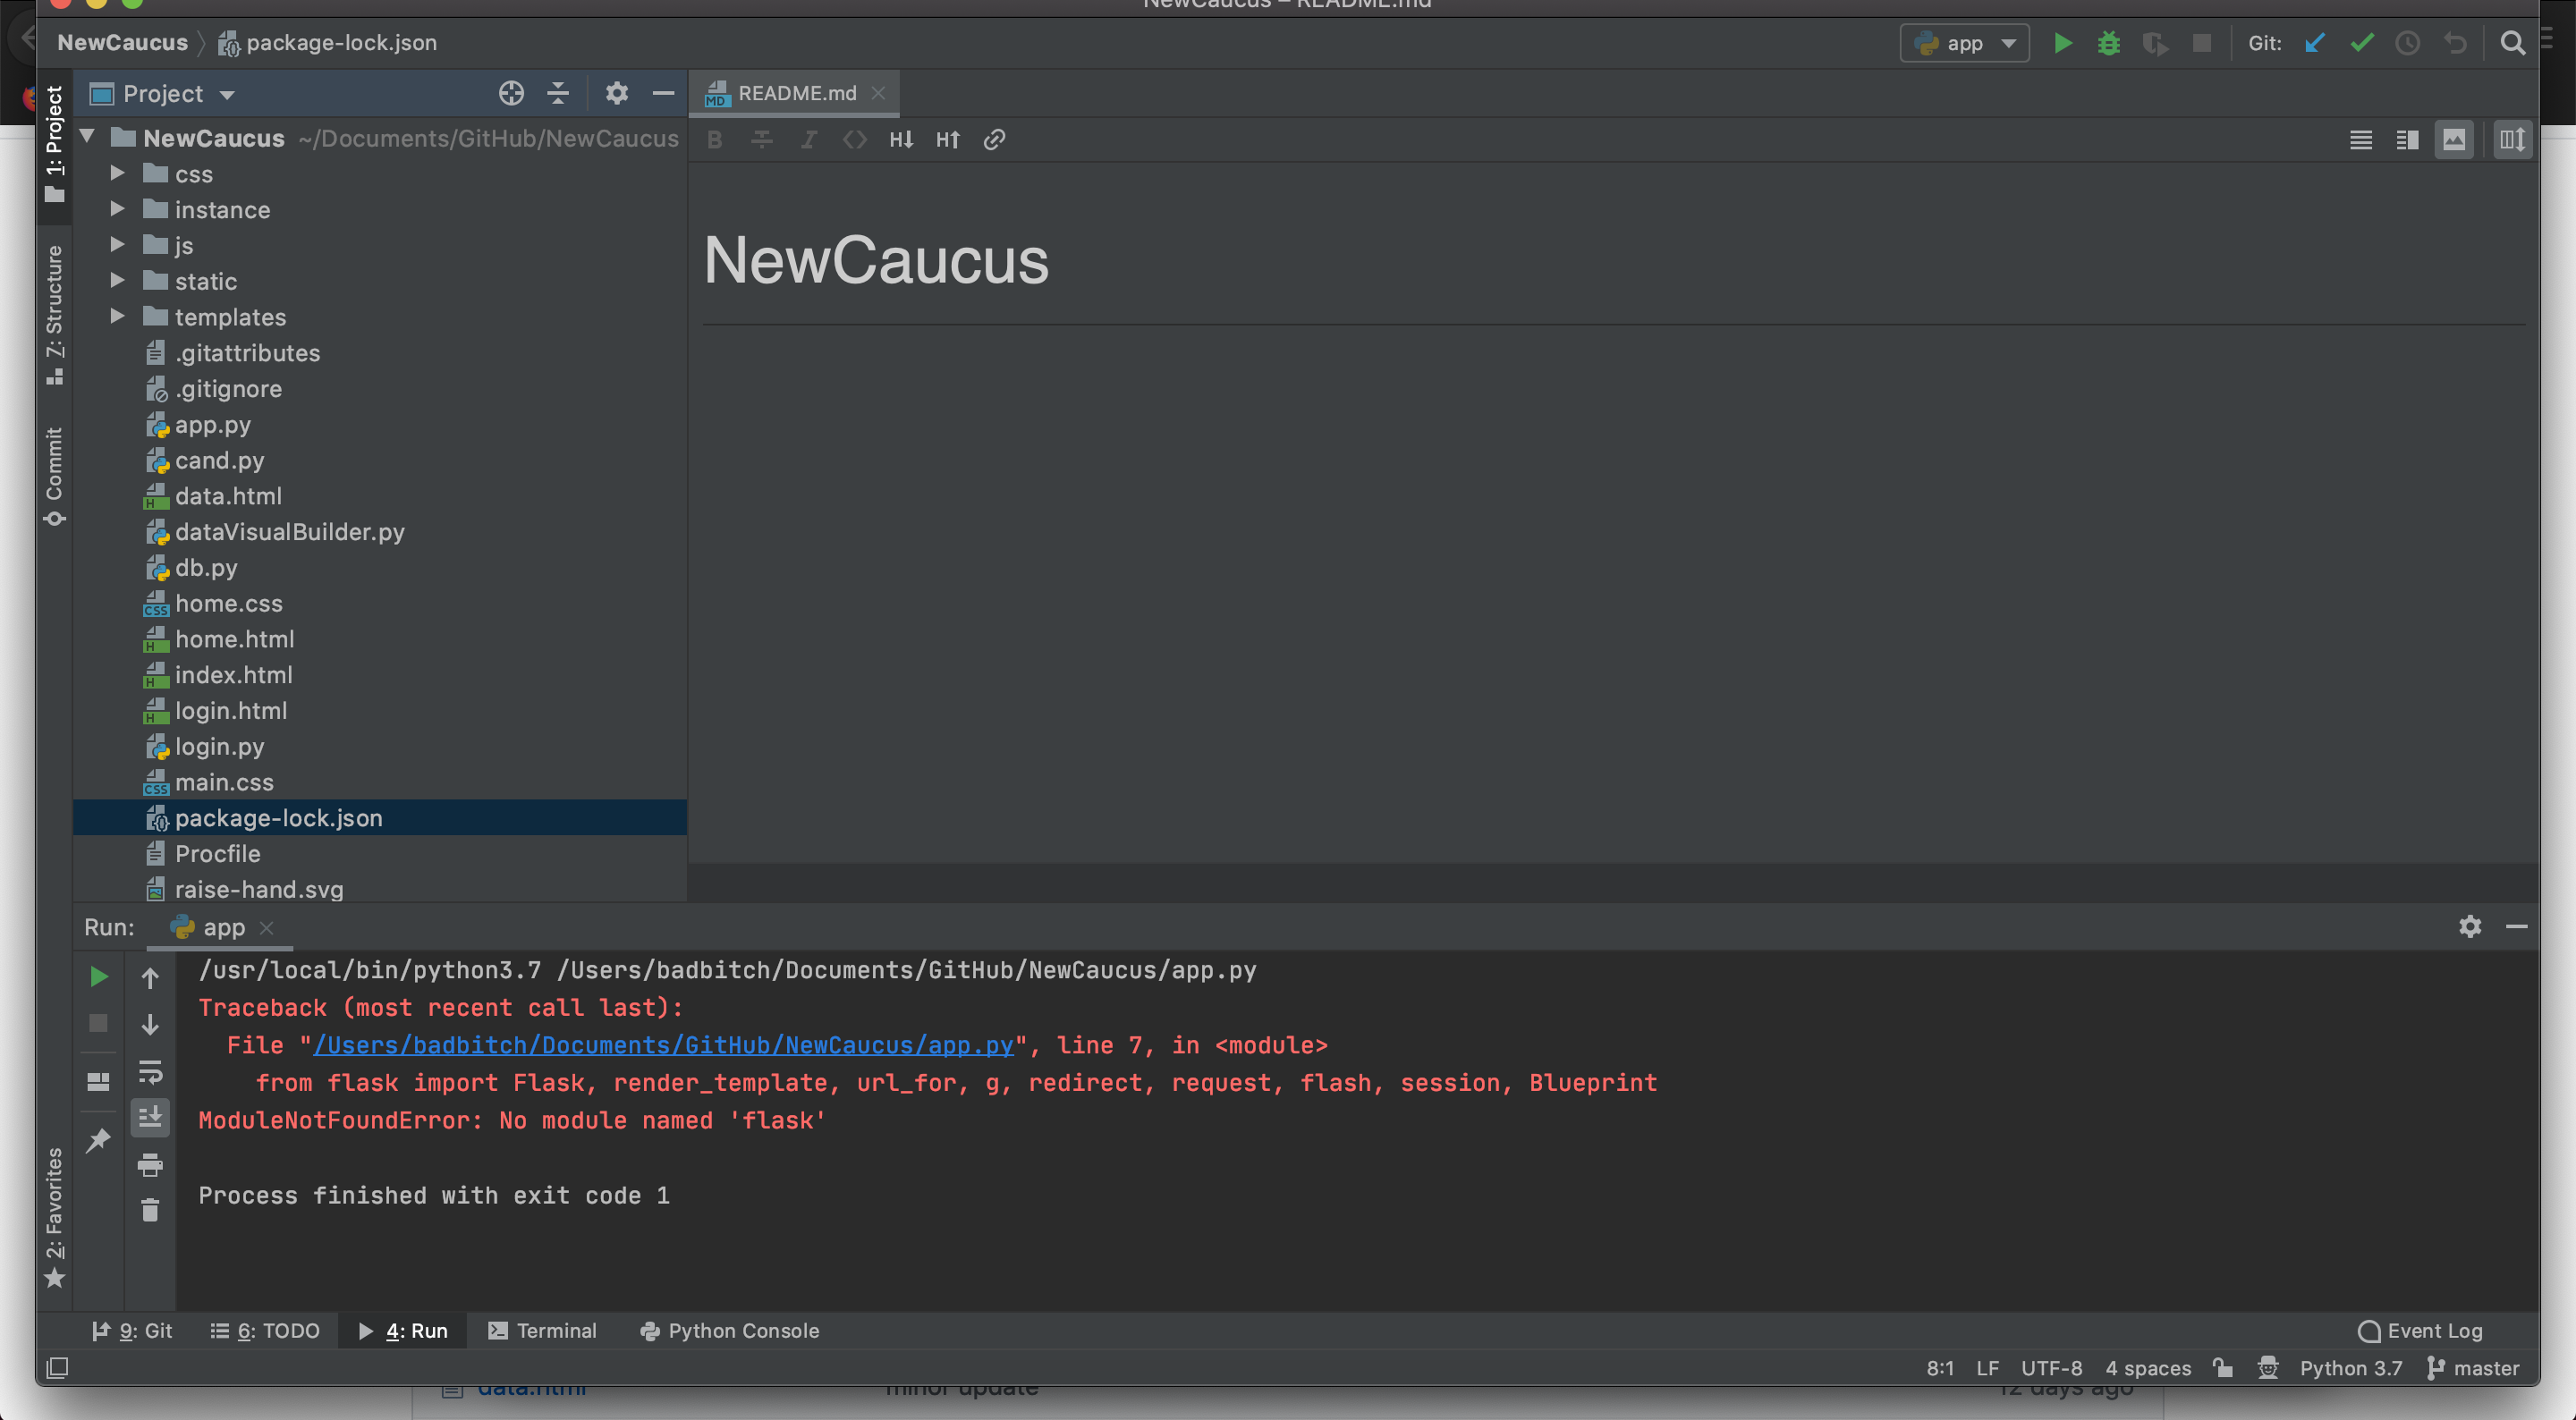 NewCaucus – README.md
NewCaucus
package-lock.json
app
Git:
1: Project
Project
README.md
NewCaucus ~/Documents/GitHub/NewCaucus
B
I
H↓
H↑
css
instance
js
static
templates
.gitattributes
.gitignore
app.py
cand.py
data.html
dataVisualBuilder.py
db.py
home.css
home.html
index.html
login.html
login.py
main.css
package-lock.json
Procfile
raise-hand.svg
NewCaucus
Z: Structure
Commit
2: Favorites
Run:
app
/usr/local/bin/python3.7 /Users/badbitch/Documents/GitHub/NewCaucus/app.py
Traceback (most recent call last):
File "/Users/badbitch/Documents/GitHub/NewCaucus/app.py", line 7, in <module>
from flask import Flask, render_template, url_for, g, redirect, request, flash, session, Blueprint
ModuleNotFoundError: No module named 'flask'
Process finished with exit code 1
9: Git
6: TODO
4: Run
Terminal
Python Console
Event Log
8:1
LF
UTF-8
4 spaces
Python 3.7
master
data.html
minor update
12 days ago